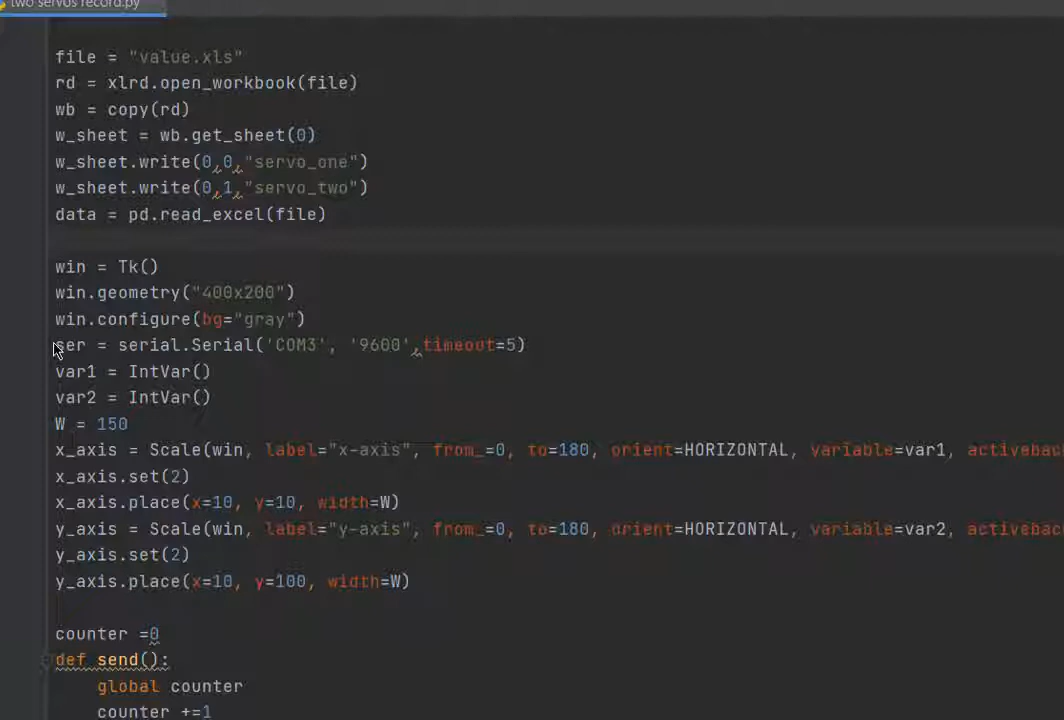 two servos record.py
file = "value.xls"
rd = xlrd.open_workbook(file)
wb = copy(rd)
w_sheet = wb.get_sheet(0)
w_sheet.write(0,0,"servo_one")
w_sheet.write(0,1,"servo_two")
data = pd.read_excel(file)
win = Tk()
win.geometry("400x200")
win.configure(bg="gray")
ser = serial.Serial('COM3', '9600',timeout=5)
var1 = IntVar()
var2 = IntVar()
W = 150
x_axis = Scale(win, label="x-axis", from_=0, to=180, orient=HORIZONTAL, variable=var1, activeback
x_axis.set(2)
x_axis.place(x=10, y=10, width=W)
y_axis = Scale(win, label="y-axis", from_=0, to=180, orient=HORIZONTAL, variable=var2, activeback
y_axis.set(2)
y_axis.place(x=10, y=100, width=W)
counter =0
def send():
global counter
counter +=1